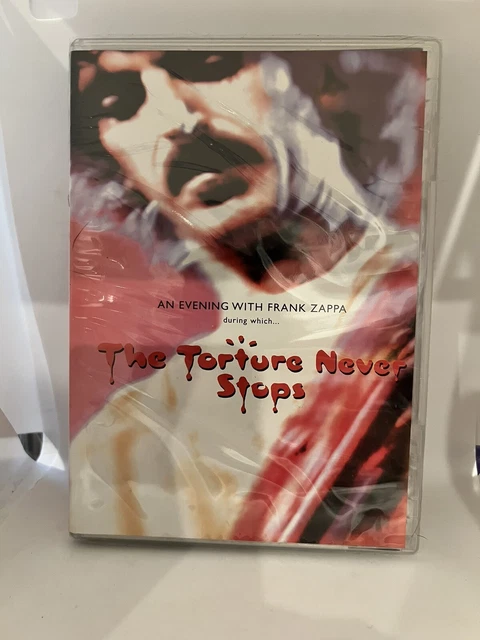 AN EVENING WITH FRANK ZAPPA
during which...
The Torture Never
Stops